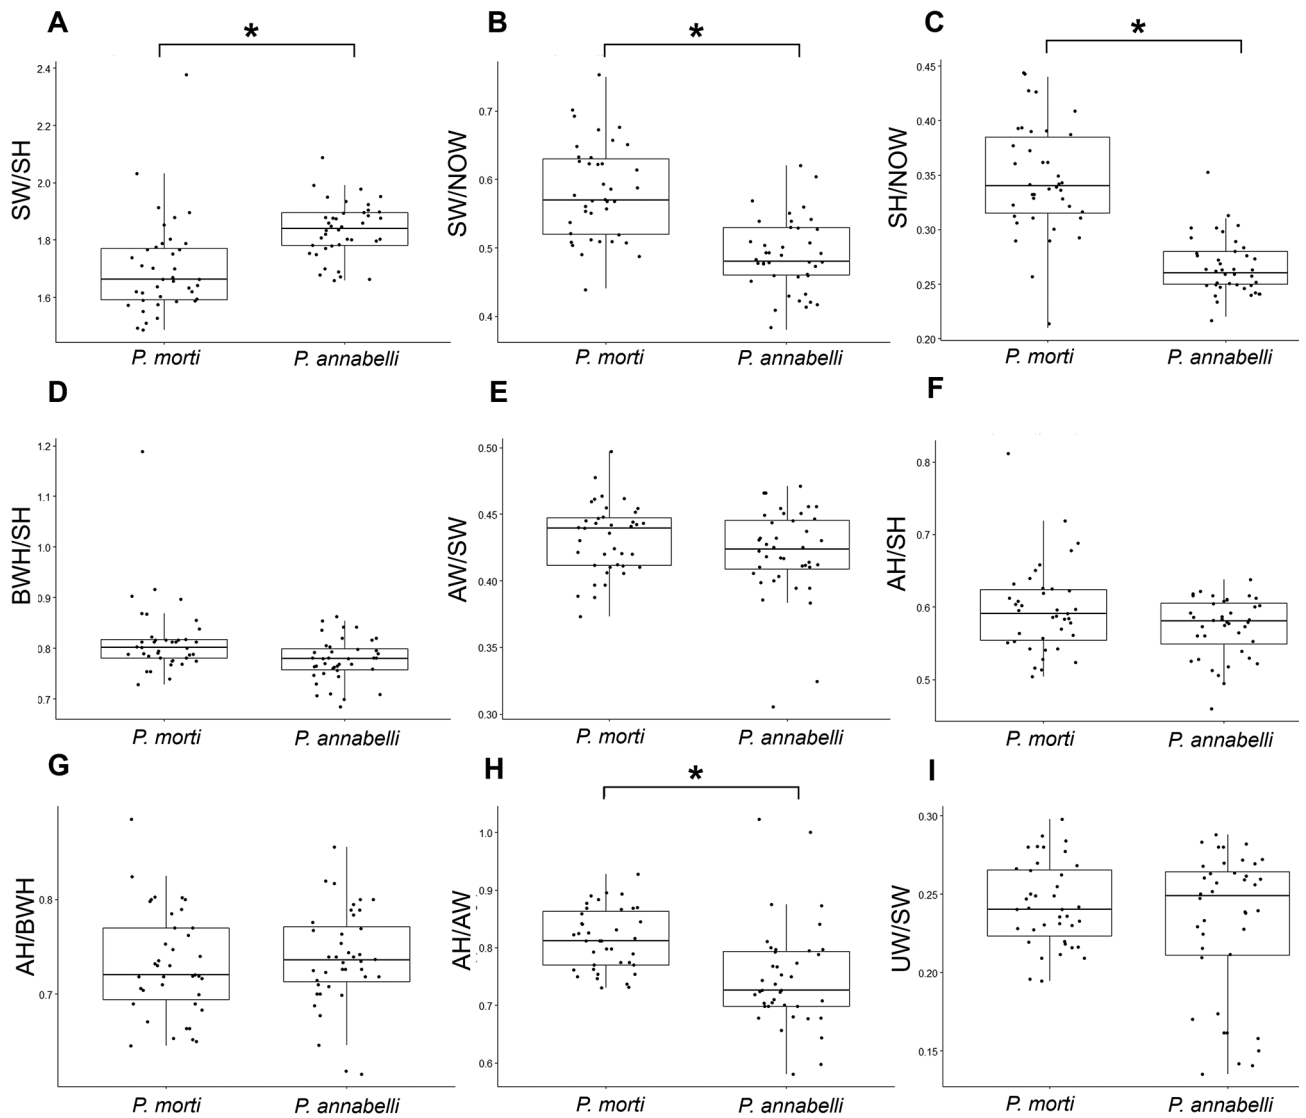 A
*
SW/SH
2.4
2.2
2.0
1.8
1.6
P. morti
P. annabelli
B
*
SW/NOW
0.7
0.6
0.5
0.4
P. morti
P. annabelli
C
*
SH/NOW
0.45
0.40
0.35
0.30
0.25
0.20
P. morti
P. annabelli
D
BWH/SH
1.2
1.1
1.0
0.9
0.8
0.7
P. morti
P. annabelli
E
AW/SW
0.50
0.45
0.40
0.35
0.30
P. morti
P. annabelli
F
AH/SH
0.8
0.7
0.6
0.5
P. morti
P. annabelli
G
AH/BWH
0.8
0.7
P. morti
P. annabelli
H
*
AH/AW
1.0
0.9
0.8
0.7
0.6
P. morti
P. annabelli
I
UW/SW
0.30
0.25
0.20
0.15
P. morti
P. annabelli